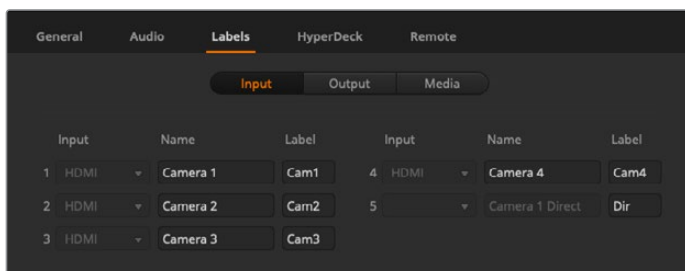 General Audio Labels HyperDeck Remote
Input Output Media
Input Name Label Input Name Label
1 HDMI Camera 1 Cam1 4 HDMI Camera 4 Cam4
2 HDMI Camera 2 Cam2 5 Camera 1 Direct Dir
3 HDMI Camera 3 Cam3